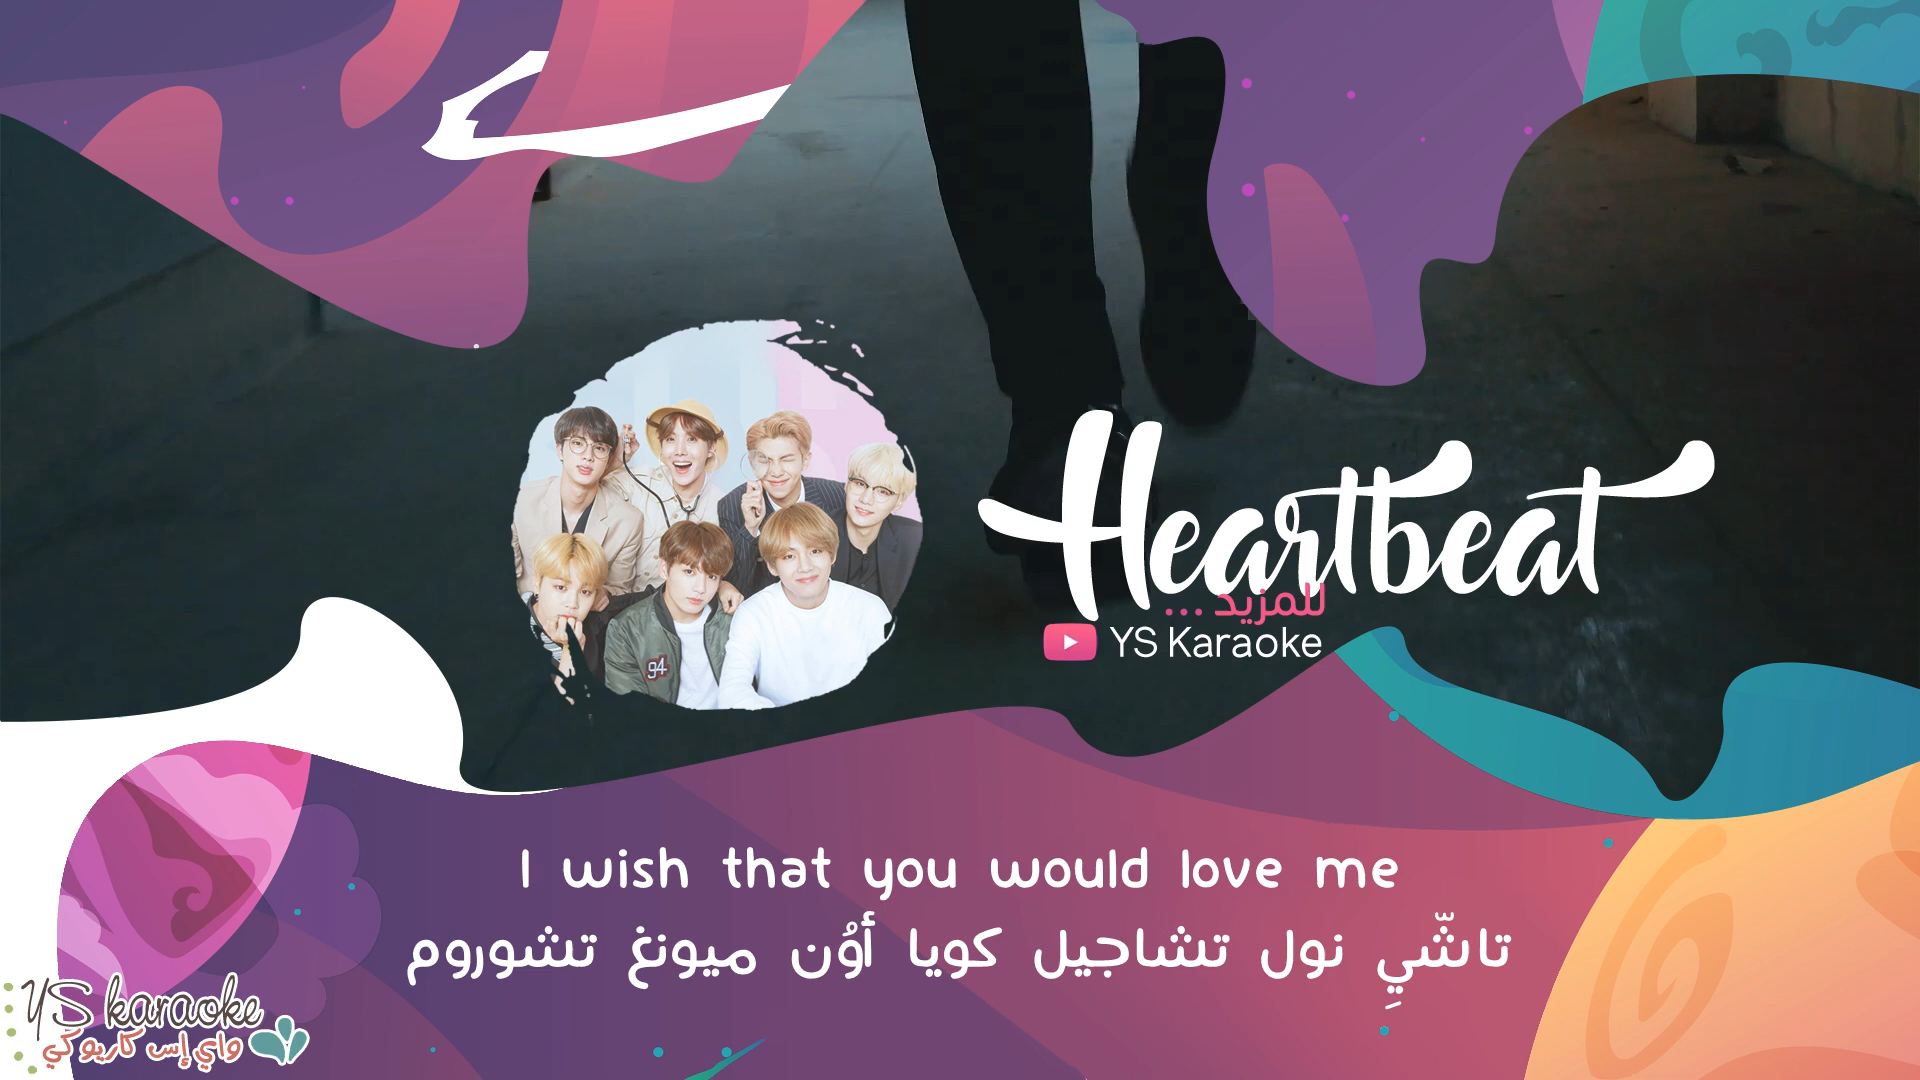 Heartbeat
للمزيد ...
YS Karaoke
94
I wish that you would love me
تاشّيِ نول تشاجيل كويا أوُن ميونغ تشوروم
YS karaoke
واي إس كاريوكي